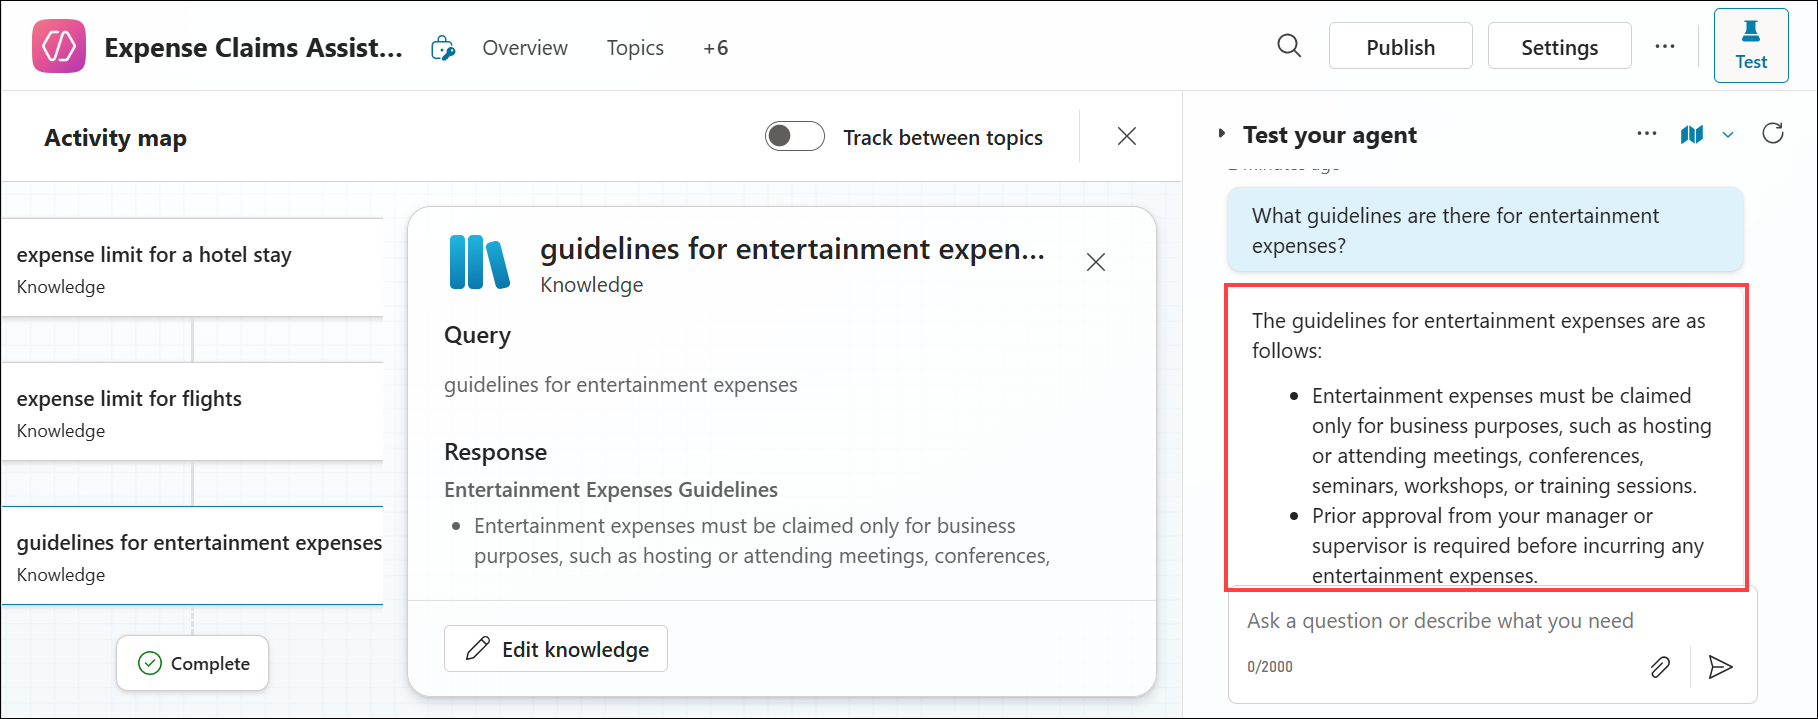 Expense Claims Assist...
Overview
Topics
+6
Publish
Settings
...
Test
Activity map
Track between topics
expense limit for a hotel stay
Knowledge
expense limit for flights
Knowledge
guidelines for entertainment expenses
Knowledge
Complete
guidelines for entertainment expen...
Knowledge
Query
guidelines for entertainment expenses
Response
Entertainment Expenses Guidelines
• Entertainment expenses must be claimed only for business
purposes, such as hosting or attending meetings, conferences,
Edit knowledge
Test your agent
...
minutes ago
What guidelines are there for entertainment
expenses?
The guidelines for entertainment expenses are as
follows:
• Entertainment expenses must be claimed
only for business purposes, such as hosting
or attending meetings, conferences,
seminars, workshops, or training sessions.
• Prior approval from your manager or
supervisor is required before incurring any
entertainment expenses.
Ask a question or describe what you need
0/2000